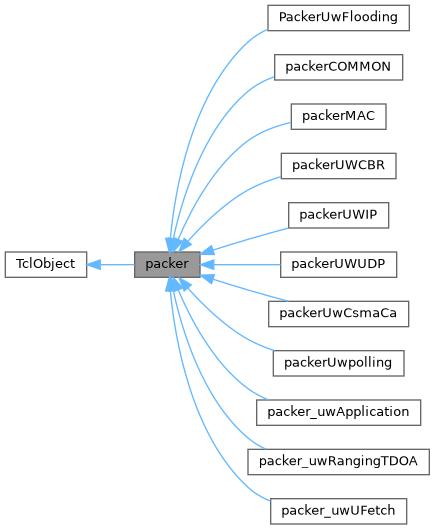 PackerUwFlooding
packerCOMMON
packerMAC
packerUWCBR
packerUWIP
TclObject
packer
packerUWUDP
packerUwCsmaCa
packerUwpolling
packer_uwApplication
packer_uwRangingTDOA
packer_uwUFetch